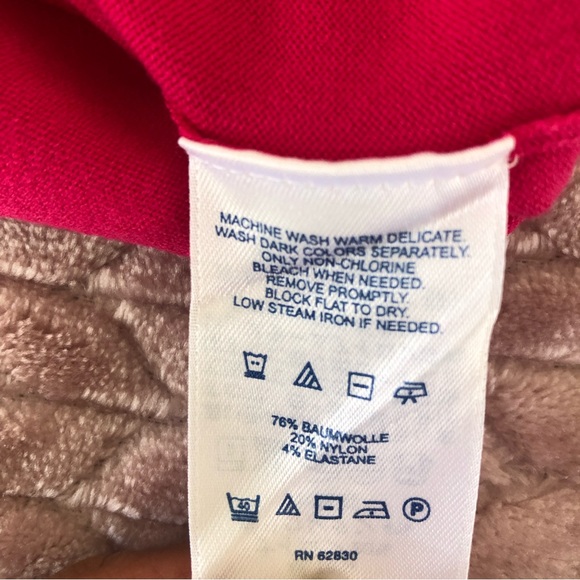 MACHINE WASH WARM DELICATE.
WASH DARK COLORS SEPARATELY.
ONLY NON-CHLORINE
BLEACH WHEN NEEDED.
REMOVE PROMPTLY.
BLOCK FLAT TO DRY.
LOW STEAM IRON IF NEEDED.
76% BAUMWOLLE
20% NYLON
4% ELASTANE
40 P
RN 62830